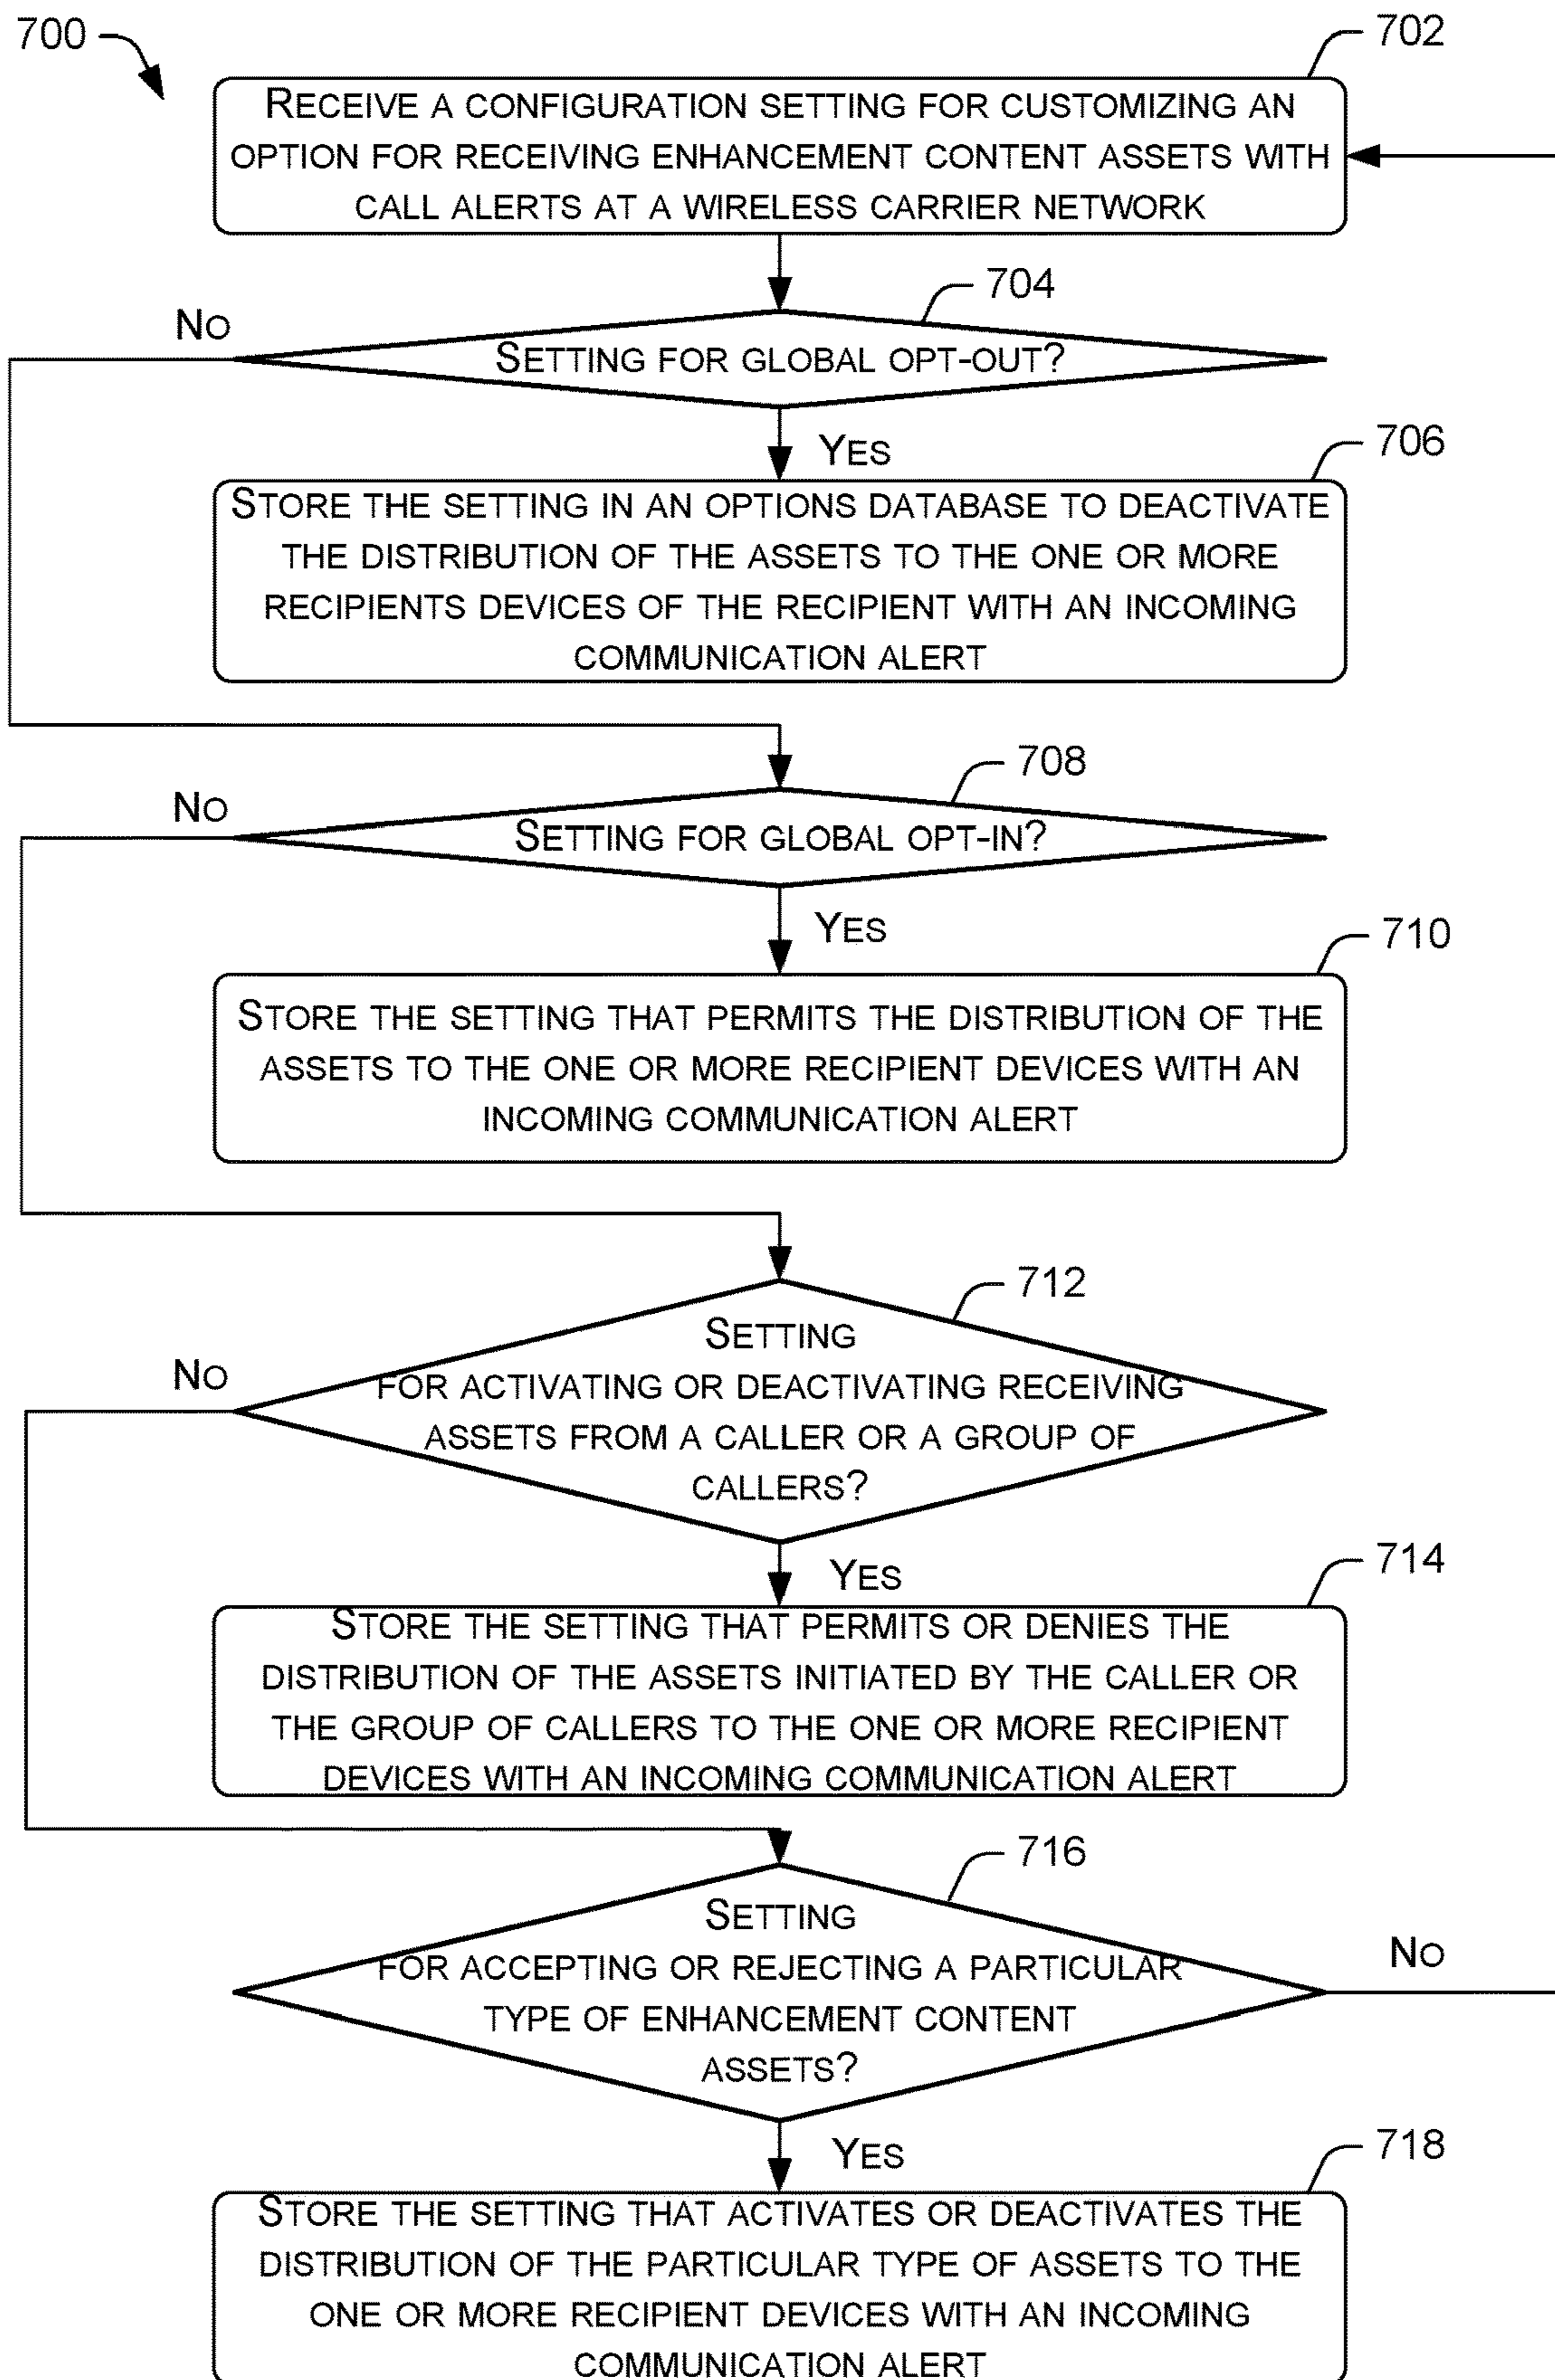 700
702
RECEIVE A CONFIGURATION SETTING FOR CUSTOMIZING AN
OPTION FOR RECEIVING ENHANCEMENT CONTENT ASSETS WITH
CALL ALERTS AT A WIRELESS CARRIER NETWORK
704
NO
SETTING FOR GLOBAL OPT-OUT?
YES
706
STORE THE SETTING IN AN OPTIONS DATABASE TO DEACTIVATE
THE DISTRIBUTION OF THE ASSETS TO THE ONE OR MORE
RECIPIENTS DEVICES OF THE RECIPIENT WITH AN INCOMING
COMMUNICATION ALERT
708
NO
SETTING FOR GLOBAL OPT-IN?
YES
710
STORE THE SETTING THAT PERMITS THE DISTRIBUTION OF THE
ASSETS TO THE ONE OR MORE RECIPIENT DEVICES WITH AN
INCOMING COMMUNICATION ALERT
712
NO
SETTING
FOR ACTIVATING OR DEACTIVATING RECEIVING
ASSETS FROM A CALLER OR A GROUP OF
CALLERS?
YES
714
STORE THE SETTING THAT PERMITS OR DENIES THE
DISTRIBUTION OF THE ASSETS INITIATED BY THE CALLER OR
THE GROUP OF CALLERS TO THE ONE OR MORE RECIPIENT
DEVICES WITH AN INCOMING COMMUNICATION ALERT
716
SETTING
FOR ACCEPTING OR REJECTING A PARTICULAR
TYPE OF ENHANCEMENT CONTENT
ASSETS?
NO
YES
718
STORE THE SETTING THAT ACTIVATES OR DEACTIVATES THE
DISTRIBUTION OF THE PARTICULAR TYPE OF ASSETS TO THE
ONE OR MORE RECIPIENT DEVICES WITH AN INCOMING
COMMUNICATION ALERT